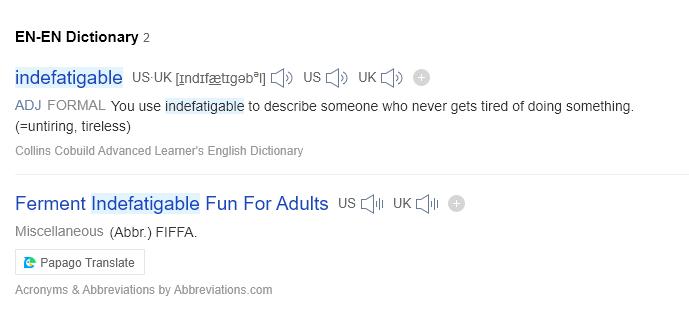 EN-EN Dictionary 2
indefatigable US·UK [ɪndɪfætɪgəbᵊl] US UK
ADJ FORMAL You use indefatigable to describe someone who never gets tired of doing something.
(=untiring, tireless)
Collins Cobuild Advanced Learner's English Dictionary
Ferment Indefatigable Fun For Adults US UK
Miscellaneous (Abbr.) FIFFA.
Papago Translate
Acronyms & Abbreviations by Abbreviations.com